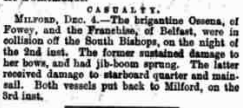 CASUALTY.
MILFORD, DEC. 4.—The brigantine Ossena, of
Fowey, and the Franchise, of Belfast, were in
collision off the South Bishops, on the night of
the 2nd inst. The former sustained damage to
her bows, and had jib-boom sprung. The latter
received damage to starboard quarter and main-
sail. Both vessels put back to Milford, on the
3rd inst.